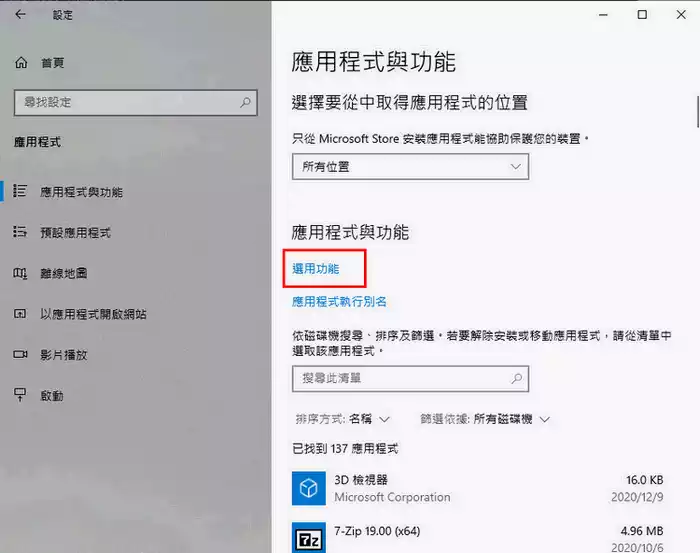 設定
首頁
尋找設定
應用程式
應用程式與功能
預設應用程式
離線地圖
以應用程式開啟網站
影片播放
啟動
應用程式與功能
選擇要從中取得應用程式的位置
只從 Microsoft Store 安裝應用程式能協助保護您的裝置。
所有位置
應用程式與功能
選用功能
應用程式執行別名
依磁碟機搜尋、排序及篩選。若要解除安裝或移動應用程式，請從清單中
選取該應用程式。
搜尋此清單
排序方式: 名稱 篩選依據: 所有磁碟機
已找到 137 應用程式
3D 檢視器 16.0 KB
Microsoft Corporation 2020/12/9
7-Zip 19.00 (x64) 4.96 MB
7z 2020/10/6